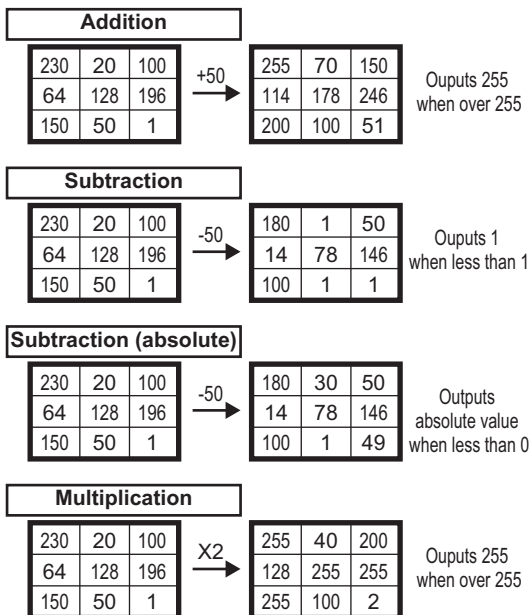 Addition
230 20 100 255 70 150
64 128 196 +50 114 178 246
150 50 1 200 100 51
Ouputs 255
when over 255
Subtraction
230 20 100 180 1 50
64 128 196 -50 14 78 146
150 50 1 100 1 1
Ouputs 1
when less than 1
Subtraction (absolute)
230 20 100 180 30 50
64 128 196 -50 14 78 146
150 50 1 100 1 49
Outputs
absolute value
when less than 0
Multiplication
230 20 100 255 40 200
64 128 196 X2 128 255 255
150 50 1 255 100 2
Ouputs 255
when over 255